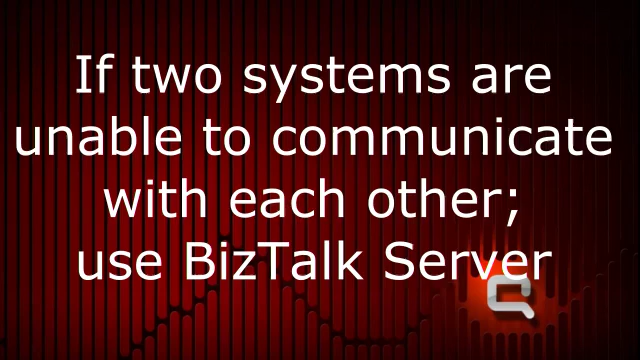 If two systems are
unable to communicate
with each other;
use BizTalk Server